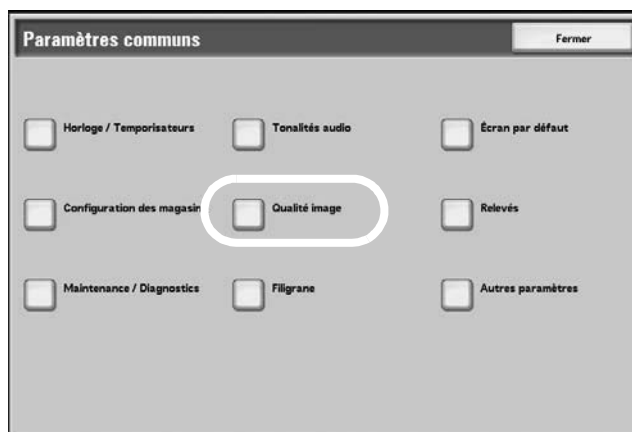 Paramètres communs
Fermer
Horloge / Temporisateurs
Tonalités audio
Écran par défaut
Configuration des magasin
Qualité image
Relevés
Maintenance / Diagnostics
Filigrane
Autres paramètres